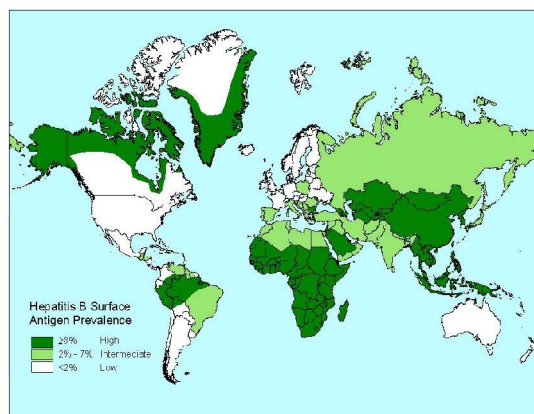 Hepatitis B Surface
Antigen Prevalence
≥8% High
2% - 7% Intermediate
<2% Low